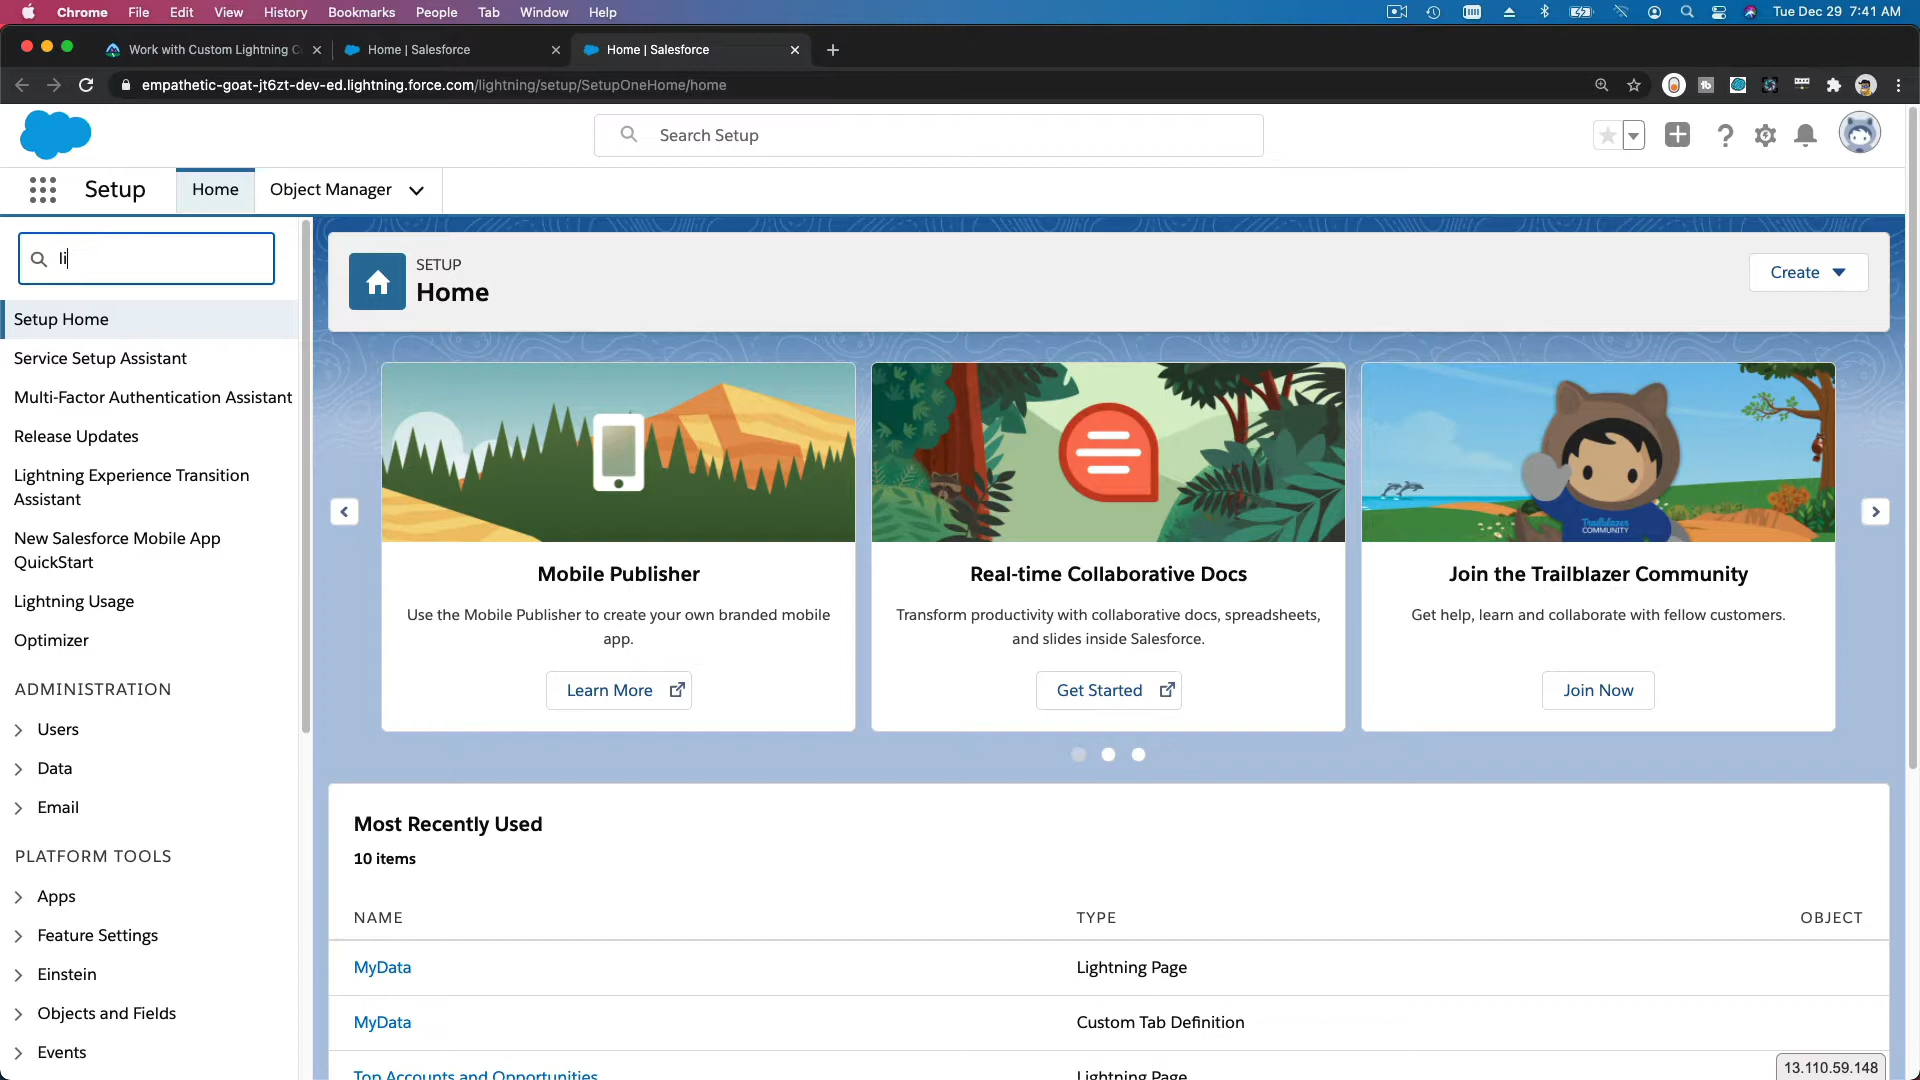 Chrome File Edit View History Bookmarks People Tab Window Help Tue Dec 29 7:41 AM
Work with Custom Lightning C Home | Salesforce Home | Salesforce
empathetic-goat-jt6zt-dev-ed.lightning.force.com/lightning/setup/SetupOneHome/home
Search Setup
Setup Home Object Manager
li
Setup Home
Service Setup Assistant
Multi-Factor Authentication Assistant
Release Updates
Lightning Experience Transition
Assistant
New Salesforce Mobile App
QuickStart
Lightning Usage
Optimizer
ADMINISTRATION
Users
Data
Email
PLATFORM TOOLS
Apps
Feature Settings
Einstein
Objects and Fields
Events
SETUP
Home
Create
Mobile Publisher
Use the Mobile Publisher to create your own branded mobile
app.
Learn More
Real-time Collaborative Docs
Transform productivity with collaborative docs, spreadsheets,
and slides inside Salesforce.
Get Started
Trailblazer
COMMUNITY
Join the Trailblazer Community
Get help, learn and collaborate with fellow customers.
Join Now
Most Recently Used
10 items
NAME TYPE OBJECT
MyData Lightning Page
MyData Custom Tab Definition
Top Accounts and Opportunities Lightning Page
13.110.59.148